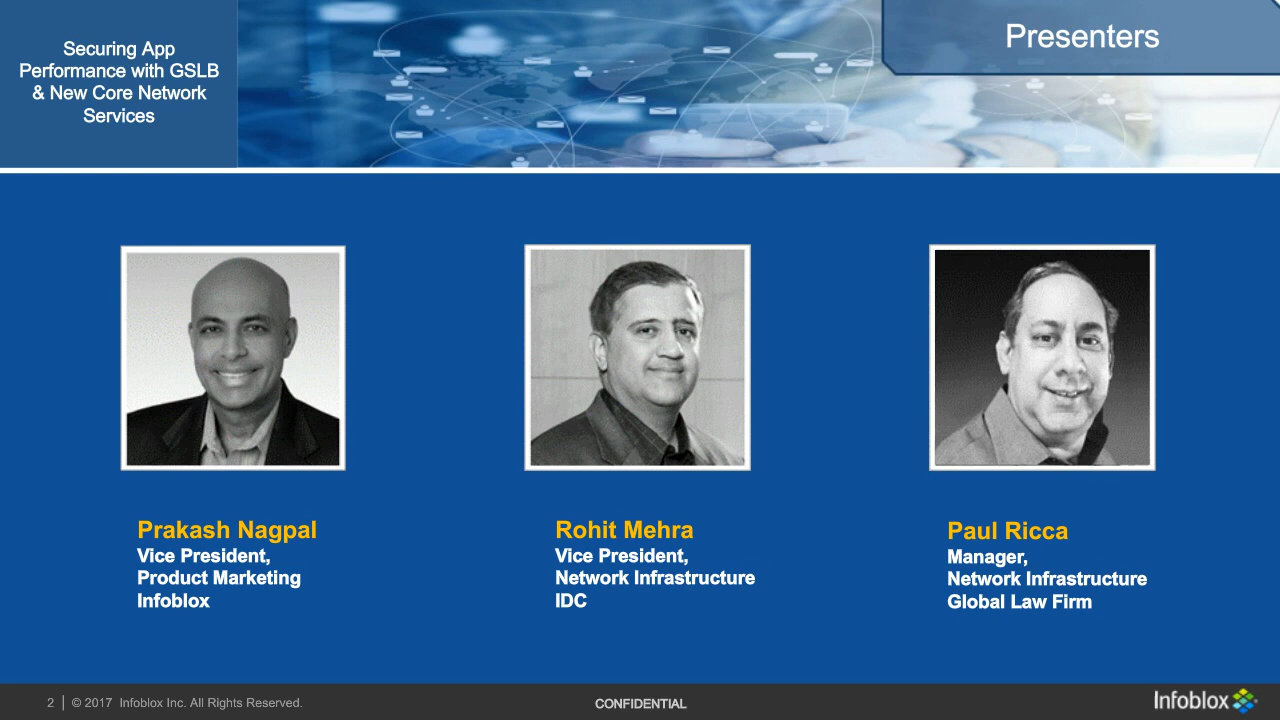 Securing App
Performance with GSLB
& New Core Network
Services
Presenters
Prakash Nagpal
Vice President,
Product Marketing
Infoblox
Rohit Mehra
Vice President,
Network Infrastructure
IDC
Paul Ricca
Manager,
Network Infrastructure
Global Law Firm
2 | © 2017 Infoblox Inc. All Rights Reserved.
CONFIDENTIAL
Infoblox